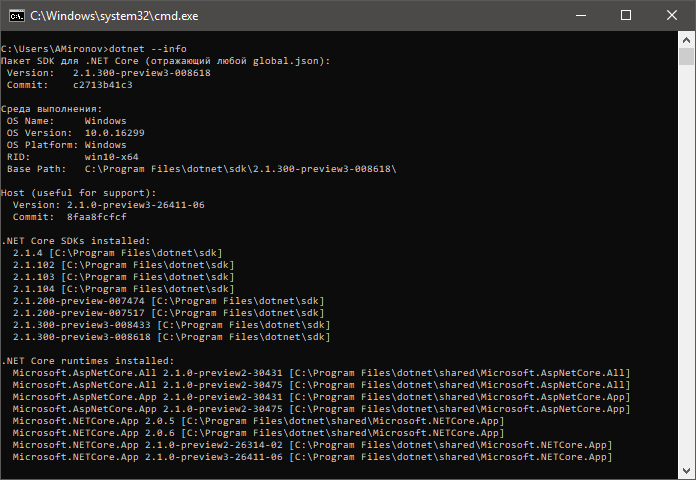 C:\Windows\system32\cmd.exe
C:\Users\AMironov>dotnet --info
Пакет SDK для .NET Core (отражающий любой global.json):
 Version:   2.1.300-preview3-008618
 Commit:    c2713b41c3

Среда выполнения:
 OS Name:     Windows
 OS Version:  10.0.16299
 OS Platform: Windows
 RID:         win10-x64
 Base Path:   C:\Program Files\dotnet\sdk\2.1.300-preview3-008618\

Host (useful for support):
  Version: 2.1.0-preview3-26411-06
  Commit:  8faa8fcfcf

.NET Core SDKs installed:
  2.1.4 [C:\Program Files\dotnet\sdk]
  2.1.102 [C:\Program Files\dotnet\sdk]
  2.1.103 [C:\Program Files\dotnet\sdk]
  2.1.104 [C:\Program Files\dotnet\sdk]
  2.1.200-preview-007474 [C:\Program Files\dotnet\sdk]
  2.1.200-preview-007517 [C:\Program Files\dotnet\sdk]
  2.1.300-preview3-008433 [C:\Program Files\dotnet\sdk]
  2.1.300-preview3-008618 [C:\Program Files\dotnet\sdk]

.NET Core runtimes installed:
  Microsoft.AspNetCore.All 2.1.0-preview2-30431 [C:\Program Files\dotnet\shared\Microsoft.AspNetCore.All]
  Microsoft.AspNetCore.All 2.1.0-preview2-30475 [C:\Program Files\dotnet\shared\Microsoft.AspNetCore.All]
  Microsoft.AspNetCore.App 2.1.0-preview2-30431 [C:\Program Files\dotnet\shared\Microsoft.AspNetCore.App]
  Microsoft.AspNetCore.App 2.1.0-preview2-30475 [C:\Program Files\dotnet\shared\Microsoft.AspNetCore.App]
  Microsoft.NETCore.App 2.0.5 [C:\Program Files\dotnet\shared\Microsoft.NETCore.App]
  Microsoft.NETCore.App 2.0.6 [C:\Program Files\dotnet\shared\Microsoft.NETCore.App]
  Microsoft.NETCore.App 2.1.0-preview2-26314-02 [C:\Program Files\dotnet\shared\Microsoft.NETCore.App]
  Microsoft.NETCore.App 2.1.0-preview3-26411-06 [C:\Program Files\dotnet\shared\Microsoft.NETCore.App]